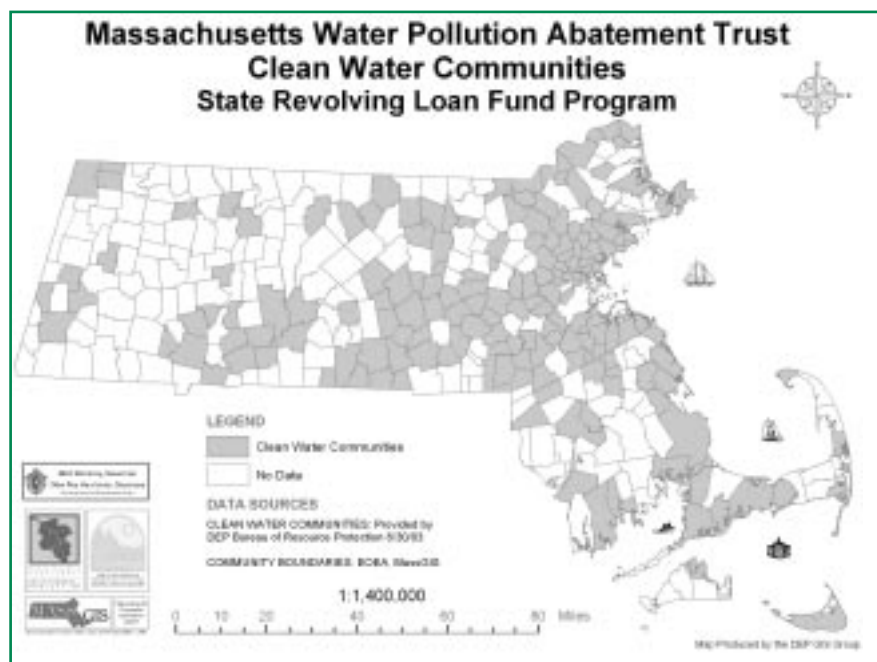 Massachusetts Water Pollution Abatement Trust
Clean Water Communities
State Revolving Loan Fund Program
LEGEND
Clean Water Communities
No Data
DATA SOURCES
CLEAN WATER COMMUNITIES: Provided by
DEP Bureau of Resource Protection
COMMUNITY BOUNDARIES: MassGIS
1:1,400,000
0 10 20 40 60 80 Miles
Map Produced by the DEP GIS Group